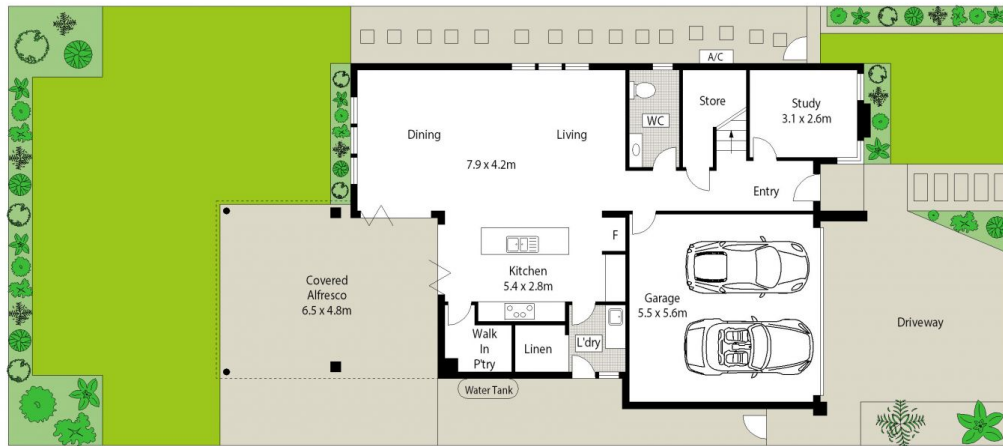 A/C
Store
Study
3.1 x 2.6m
WC
Dining
Living
7.9 x 4.2m
Entry
F
Kitchen
5.4 x 2.8m
Covered
Alfresco
6.5 x 4.8m
Garage
5.5 x 5.6m
Driveway
Walk
In
P'try
Linen
L'dry
Water Tank